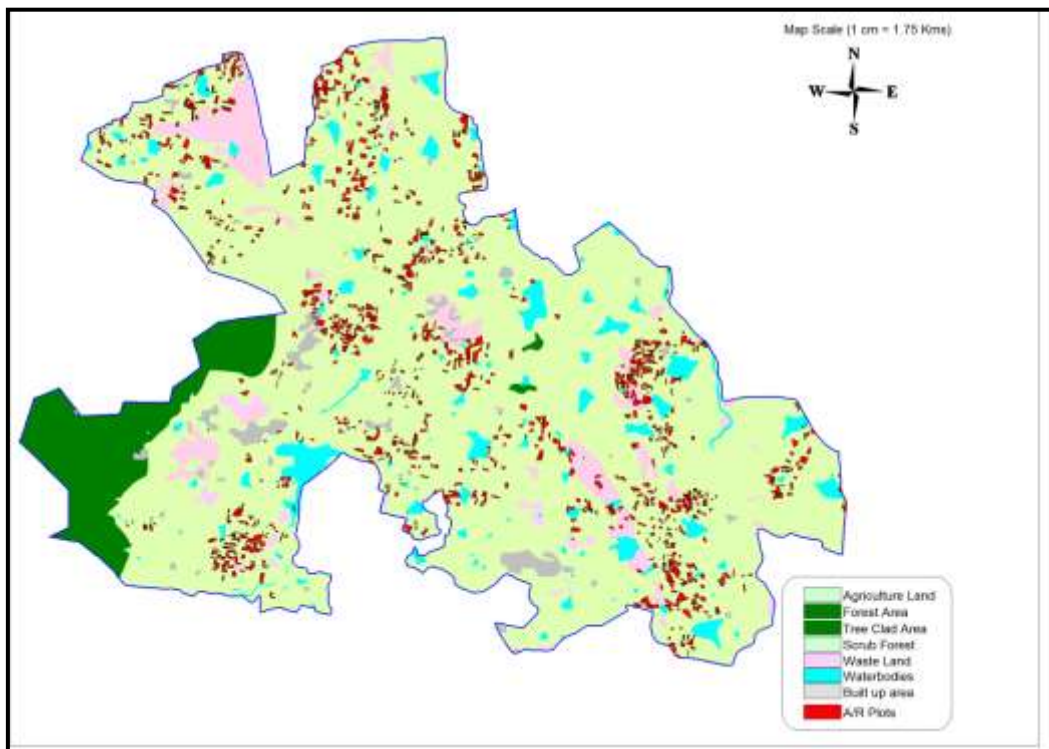 Map Scale (1 cm = 1.75 Kms)
N
W E
S
Agriculture Land
Forest Area
Tree Clad Area
Scrub Forest
Waste Land
Waterbodies
Built up area
A/R Plots